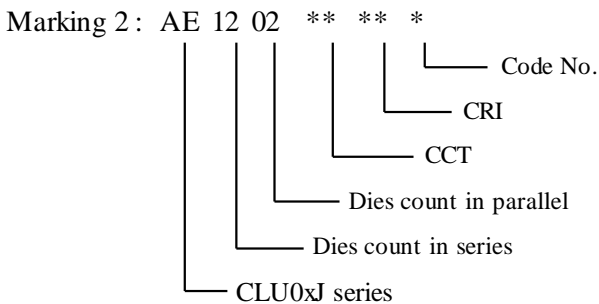 Marking 2 : AE 12 02 ** ** *
Code No.
CRI
CCT
Dies count in parallel
Dies count in series
CLU0xJ series